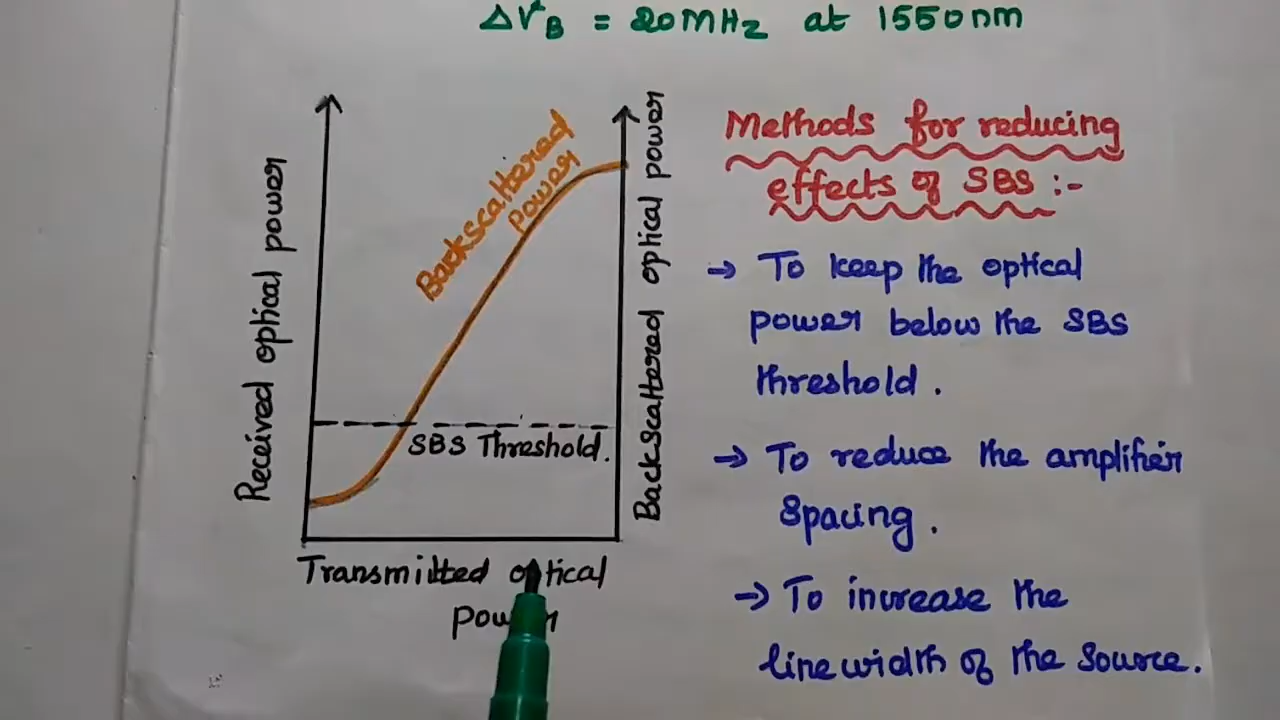 ΔV_B = 20MHz at 1550nm
Received optical power
Backscattered
power
SBS Threshold.
Backscattered optical power
Transmitted optical
power
Methods for reducing
effects of SBS :-
→ To keep the optical
power below the SBS
threshold.
→ To reduce the amplifier
Spacing.
→ To increase the
linewidth of the source.